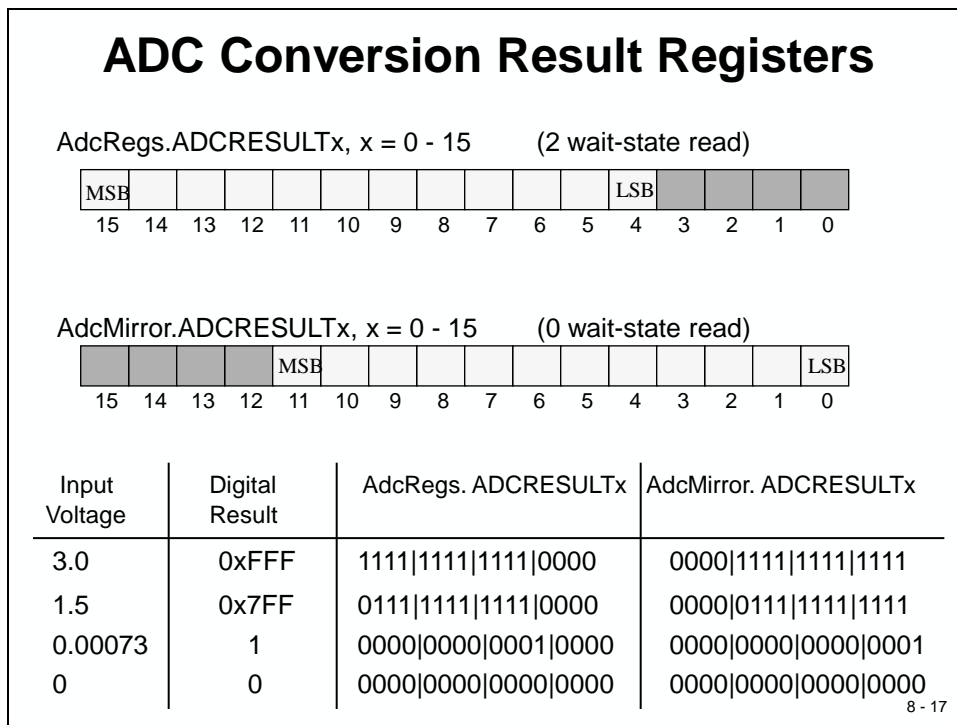 ADC Conversion Result Registers
AdcRegs.ADCRESULTx, x = 0 - 15 (2 wait-state read)
MSB LSB
15 14 13 12 11 10 9 8 7 6 5 4 3 2 1 0
AdcMirror.ADCRESULTx, x = 0 - 15 (0 wait-state read)
MSB LSB
15 14 13 12 11 10 9 8 7 6 5 4 3 2 1 0
Input Digital AdcRegs. ADCRESULTx AdcMirror. ADCRESULTx
Voltage Result
3.0 0xFFF 1111|1111|1111|0000 0000|1111|1111|1111
1.5 0x7FF 0111|1111|1111|0000 0000|0111|1111|1111
0.00073 1 0000|0000|0001|0000 0000|0000|0000|0001
0 0 0000|0000|0000|0000 0000|0000|0000|0000
8 - 17